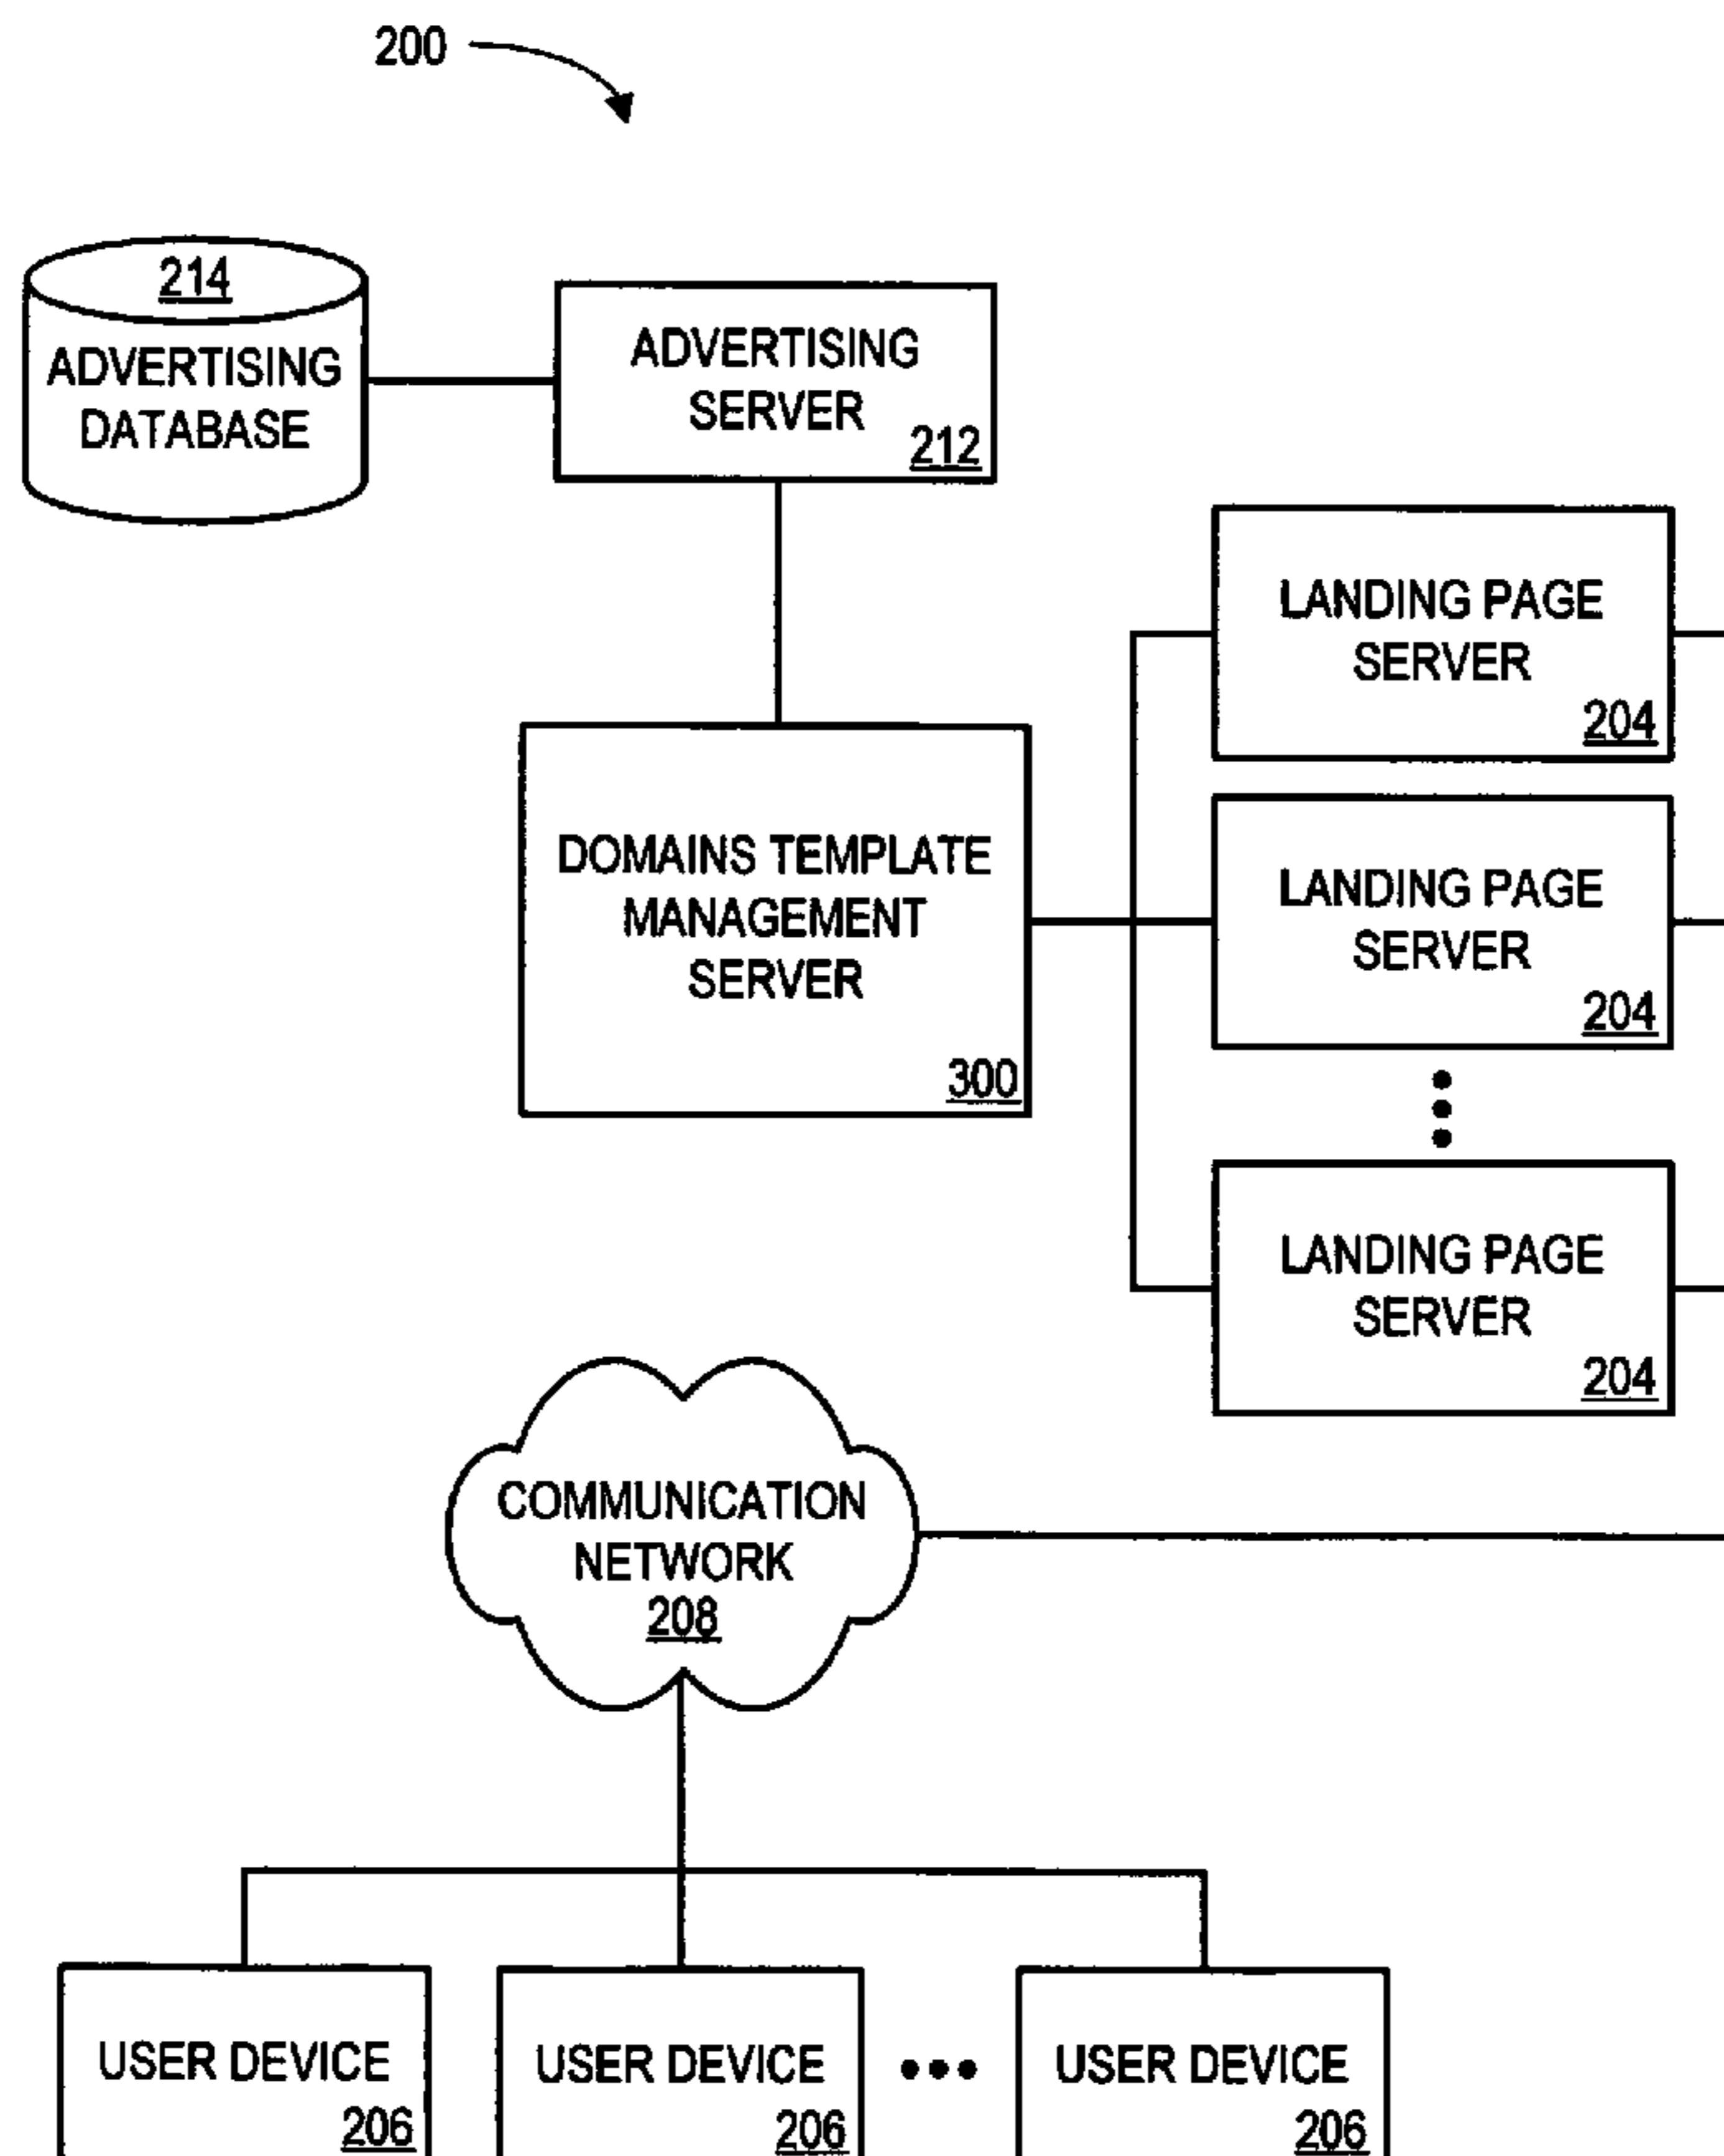 200
214
ADVERTISING
DATABASE
ADVERTISING
SERVER
212
LANDING PAGE
SERVER
204
DOMAINS TEMPLATE
MANAGEMENT
SERVER
300
LANDING PAGE
SERVER
204
LANDING PAGE
SERVER
204
COMMUNICATION
NETWORK
208
USER DEVICE
206
USER DEVICE
206
USER DEVICE
206